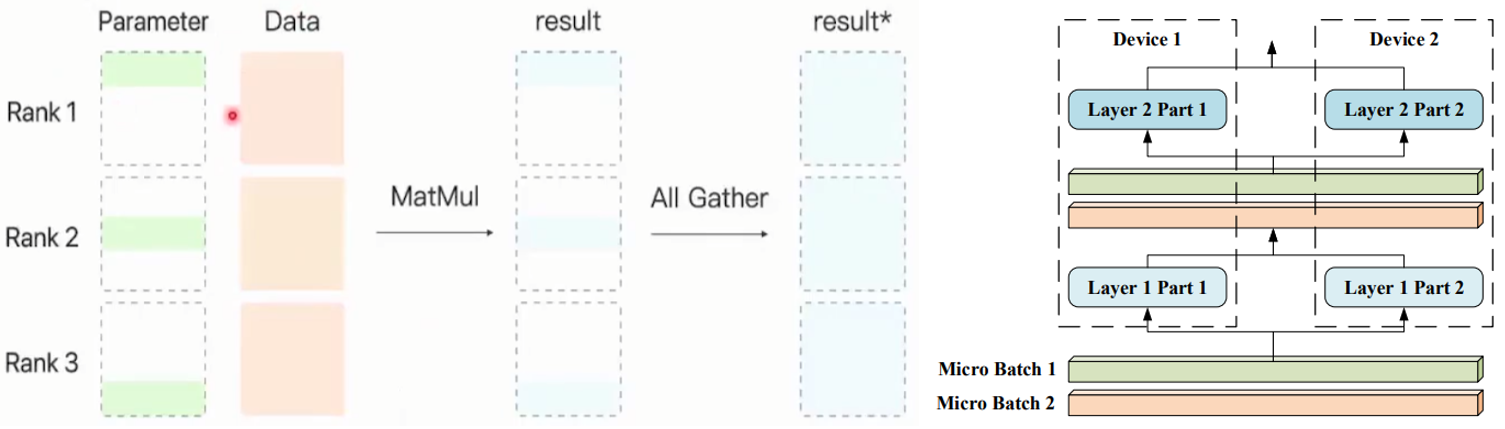 Parameter
Data
result
result*
Rank 1
Rank 2
Rank 3
MatMul
All Gather
Device 1
Device 2
Layer 2 Part 1
Layer 2 Part 2
Layer 1 Part 1
Layer 1 Part 2
Micro Batch 1
Micro Batch 2